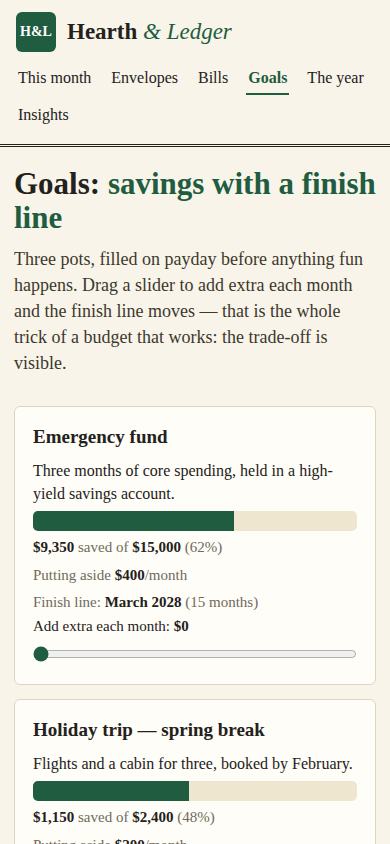 H&L Hearth & Ledger
This month Envelopes Bills Goals The year
Insights
Goals: savings with a finish
line
Three pots, filled on payday before anything fun
happens. Drag a slider to add extra each month
and the finish line moves — that is the whole
trick of a budget that works: the trade-off is
visible.
Emergency fund
Three months of core spending, held in a high-
yield savings account.
$9,350 saved of $15,000 (62%)
Putting aside $400/month
Finish line: March 2028 (15 months)
Add extra each month: $0
Holiday trip — spring break
Flights and a cabin for three, booked by February.
$1,150 saved of $2,400 (48%)
Putting aside $200/month